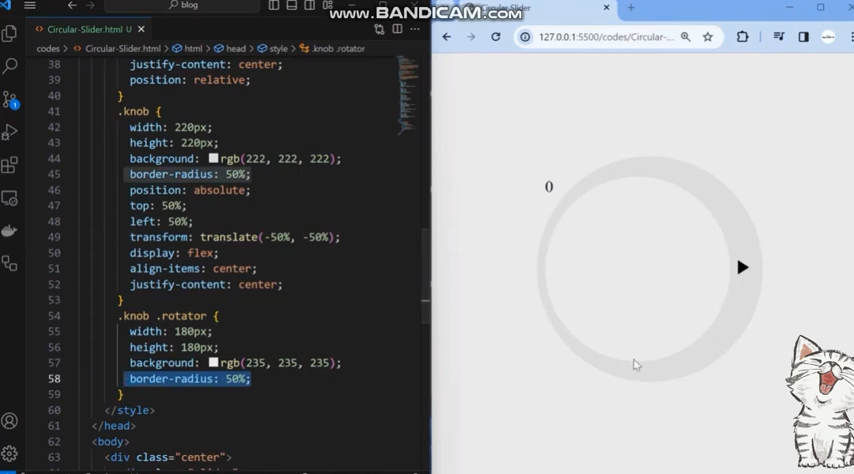 blog
www.BANDICAM.com
Circular Slider
Circular-Slider.html U
127.0.0.1:5500/codes/Circular-...
codes > Circular-Slider.html > html > head > style > .knob .rotator
38 justify-content: center;
39 position: relative;
40 }
41 .knob {
42 width: 220px;
43 height: 220px;
44 background: rgb(222, 222, 222);
45 border-radius: 50%;
46 position: absolute;
47 top: 50%;
48 left: 50%;
49 transform: translate(-50%, -50%);
50 display: flex;
51 align-items: center;
52 justify-content: center;
53 }
54 .knob .rotator {
55 width: 180px;
56 height: 180px;
57 background: rgb(235, 235, 235);
58 border-radius: 50%;
59 }
60 </style>
61 </head>
62 <body>
63 <div class="center">
0
1